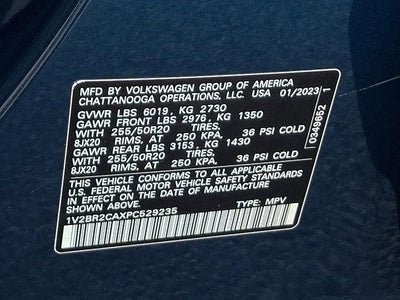 MFD BY VOLKSWAGEN GROUP OF AMERICA
CHATTANOOGA OPERATIONS, LLC. USA 01/2023
GVWR LBS 6019, KG 2730
GAWR FRONT LBS 2976, KG 1350
WITH 255/50R20 TIRES,
8JX20 RIMS, AT 250 KPA. 36 PSI COLD
GAWR REAR LBS 3153, KG 1430
WITH 255/50R20 TIRES,
8JX20 RIMS, AT 250 KPA. 36 PSI COLD
THIS VEHICLE CONFORMS TO ALL APPLICABLE
U.S. FEDERAL MOTOR VEHICLE SAFETY STANDARDS
IN EFFECT ON THE DATE OF MANUFACTURE
1V2BR2CAXPC529235 TYPE: MPV
0349652 1